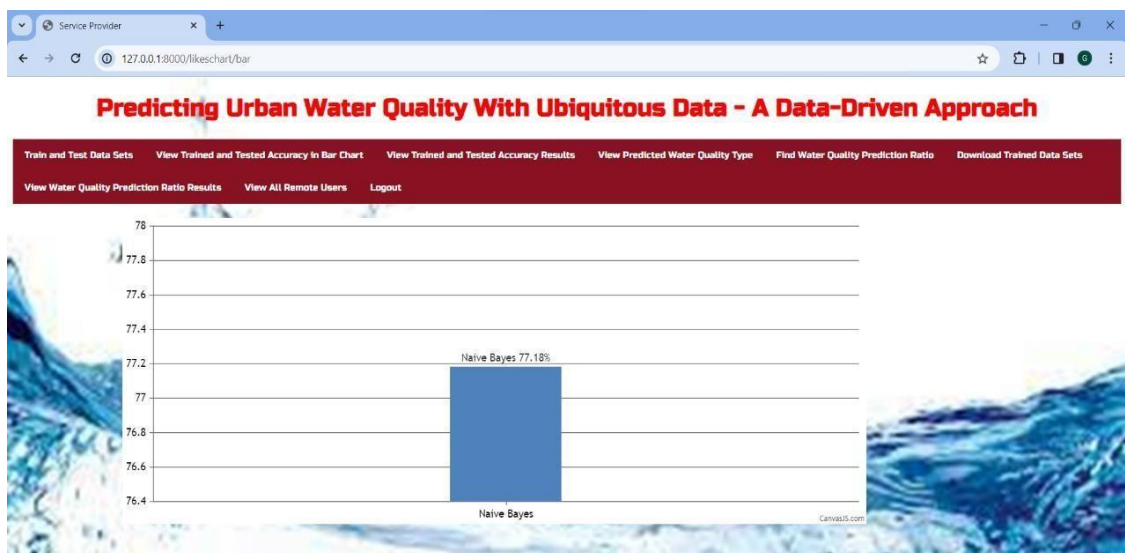 Service Provider
127.0.0.1:8000/likeschart/bar
G
Predicting Urban Water Quality With Ubiquitous Data - A Data-Driven Approach
Train and Test Data Sets View Trained and Tested Accuracy in Bar Chart View Trained and Tested Accuracy Results View Predicted Water Quality Type Find Water Quality Prediction Ratio Download Trained Data Sets
View Water Quality Prediction Ratio Results View All Remote Users Logout
78
77.8
77.6
77.4
77.2
Naive Bayes 77.18%
77
76.8
76.6
76.4
Naive Bayes
CanvasJS.com